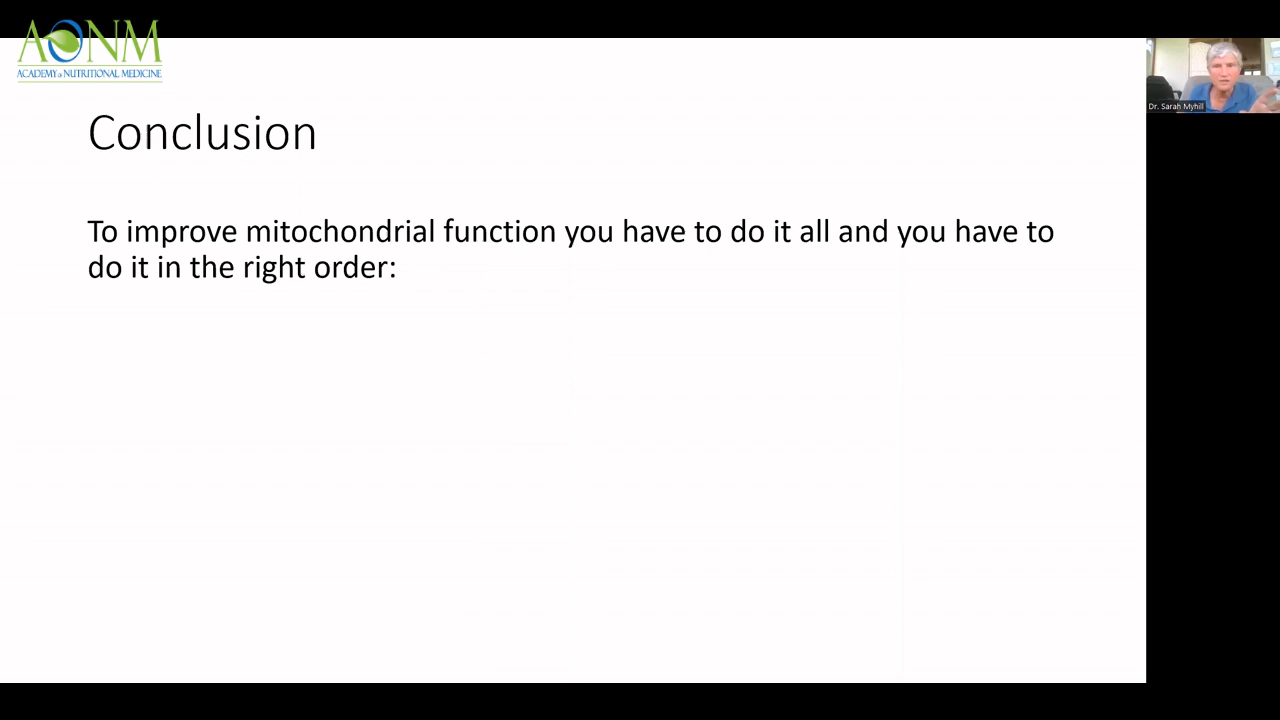 AONM
ACADEMY of NUTRITIONAL MEDICINE
Dr. Sarah Myhill
Conclusion
To improve mitochondrial function you have to do it all and you have to
do it in the right order: